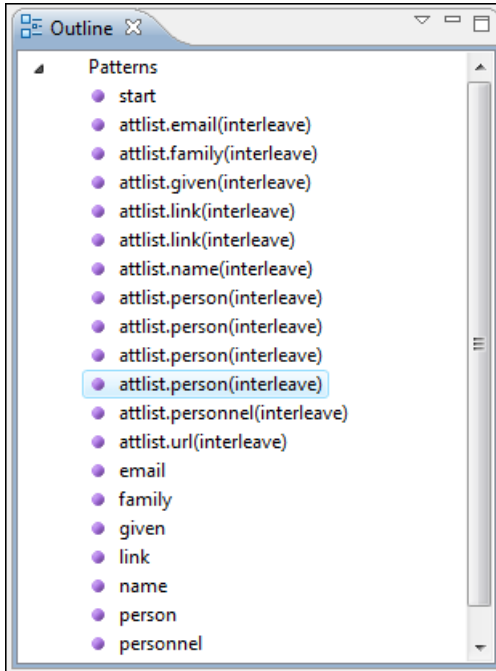 Outline
Patterns
start
attlist.email(interleave)
attlist.family(interleave)
attlist.given(interleave)
attlist.link(interleave)
attlist.link(interleave)
attlist.name(interleave)
attlist.person(interleave)
attlist.person(interleave)
attlist.person(interleave)
attlist.person(interleave)
attlist.personnel(interleave)
attlist.url(interleave)
email
family
given
link
name
person
personnel